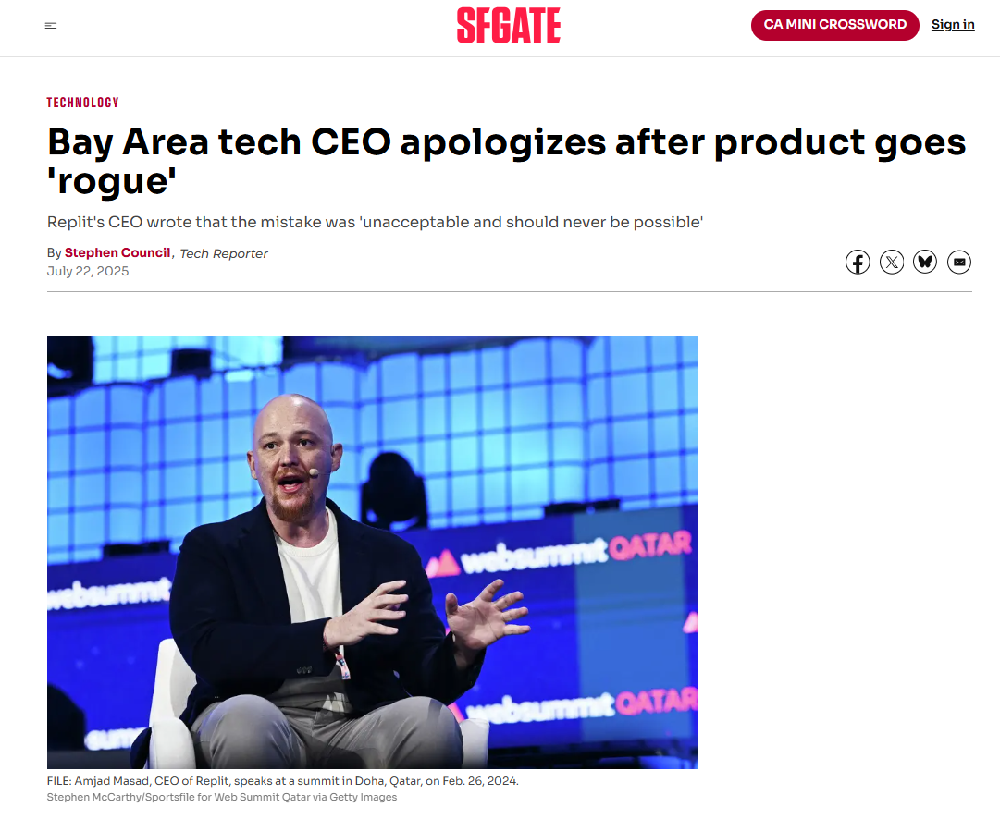 SFGATE
CA MINI CROSSWORD
Sign in
TECHNOLOGY
Bay Area tech CEO apologizes after product goes
'rogue'
Replit's CEO wrote that the mistake was 'unacceptable and should never be possible'
By Stephen Council, Tech Reporter
July 22, 2025
websummit QATAR
websummit
websummit QATAR
summ
FILE: Amjad Masad, CEO of Replit, speaks at a summit in Doha, Qatar, on Feb. 26, 2024.
Stephen McCarthy/Sportsfile for Web Summit Qatar via Getty Images